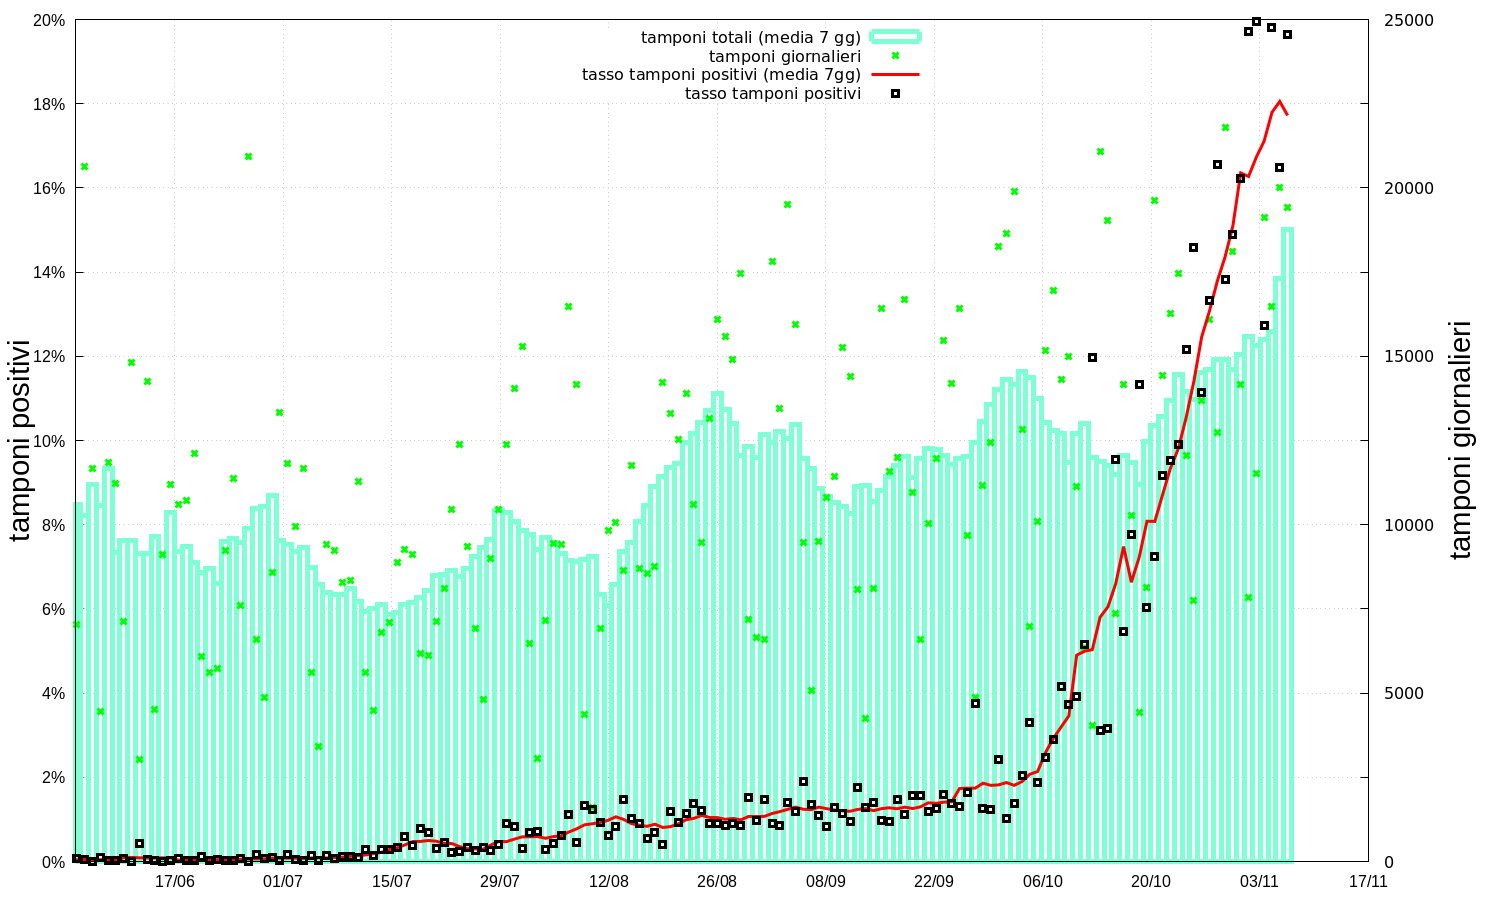 tamponi totali (media 7 gg)
tamponi giornalieri
tasso tamponi positivi (media 7gg)
tasso tamponi positivi
20%
18%
16%
14%
12%
10%
8%
6%
4%
2%
0%
tamponi positivi
25000
20000
15000
10000
5000
0
tamponi giornalieri
17/06 01/07 15/07 29/07 12/08 26/08 08/09 22/09 06/10 20/10 03/11 17/11